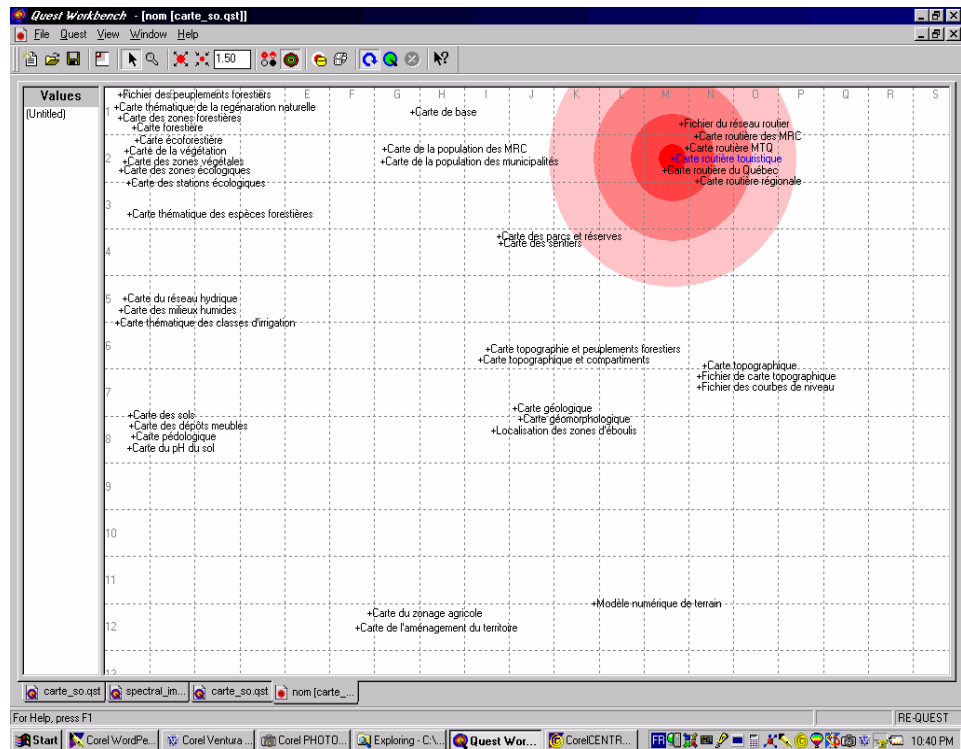 Quest Workbench - [nom [carte_so.qst]]
File Quest View Window Help
1.50
Values
(Untitled)
E F G H I J K L M N O P Q R S
1
2
3
4
5
6
7
8
9
10
11
12
13
+Fichier des peuplements forestiers
+Carte thématique de la regénaration naturelle
+Carte des zones forestières
+Carte forestière
+Carte écoforestière
+Carte de la végétation
+Carte des zones végétales
+Carte des zones écologiques
+Carte des stations écologiques
+Carte thématique des espèces forestières
+Carte de base
+Carte de la population des MRC
+Carte de la population des municipalités
+Fichier du réseau routier
+Carte routière des MRC
+Carte routière MTQ
+Carte routière touristique
+Carte routière du Québec
+Carte routière régionale
+Carte des parcs et réserves
+Carte des sentiers
+Carte du réseau hydrique
+Carte des milieux humides
+Carte thématique des classes d'irrigation
+Carte topographie et peuplements forestiers
+Carte topographique et compartiments
+Carte topographique
+Fichier de carte topographique
+Fichier des courbes de niveau
+Carte des sols
+Carte des dépôts meubles
+Carte pédologique
+Carte du pH du sol
+Carte géologique
+Carte géomorphologique
+Localisation des zones d'éboulis
+Modèle numérique de terrain
+Carte du zonage agricole
+Carte de l'aménagement du territoire
carte_so.qst spectral_im... carte_so.qst nom [carte_...
For Help, press F1 RE-QUEST
Start Corel WordPe... Corel Ventura ... Corel PHOTO... Exploring - C:\... Quest Wor... CorelCENTR... FR 10:40 PM